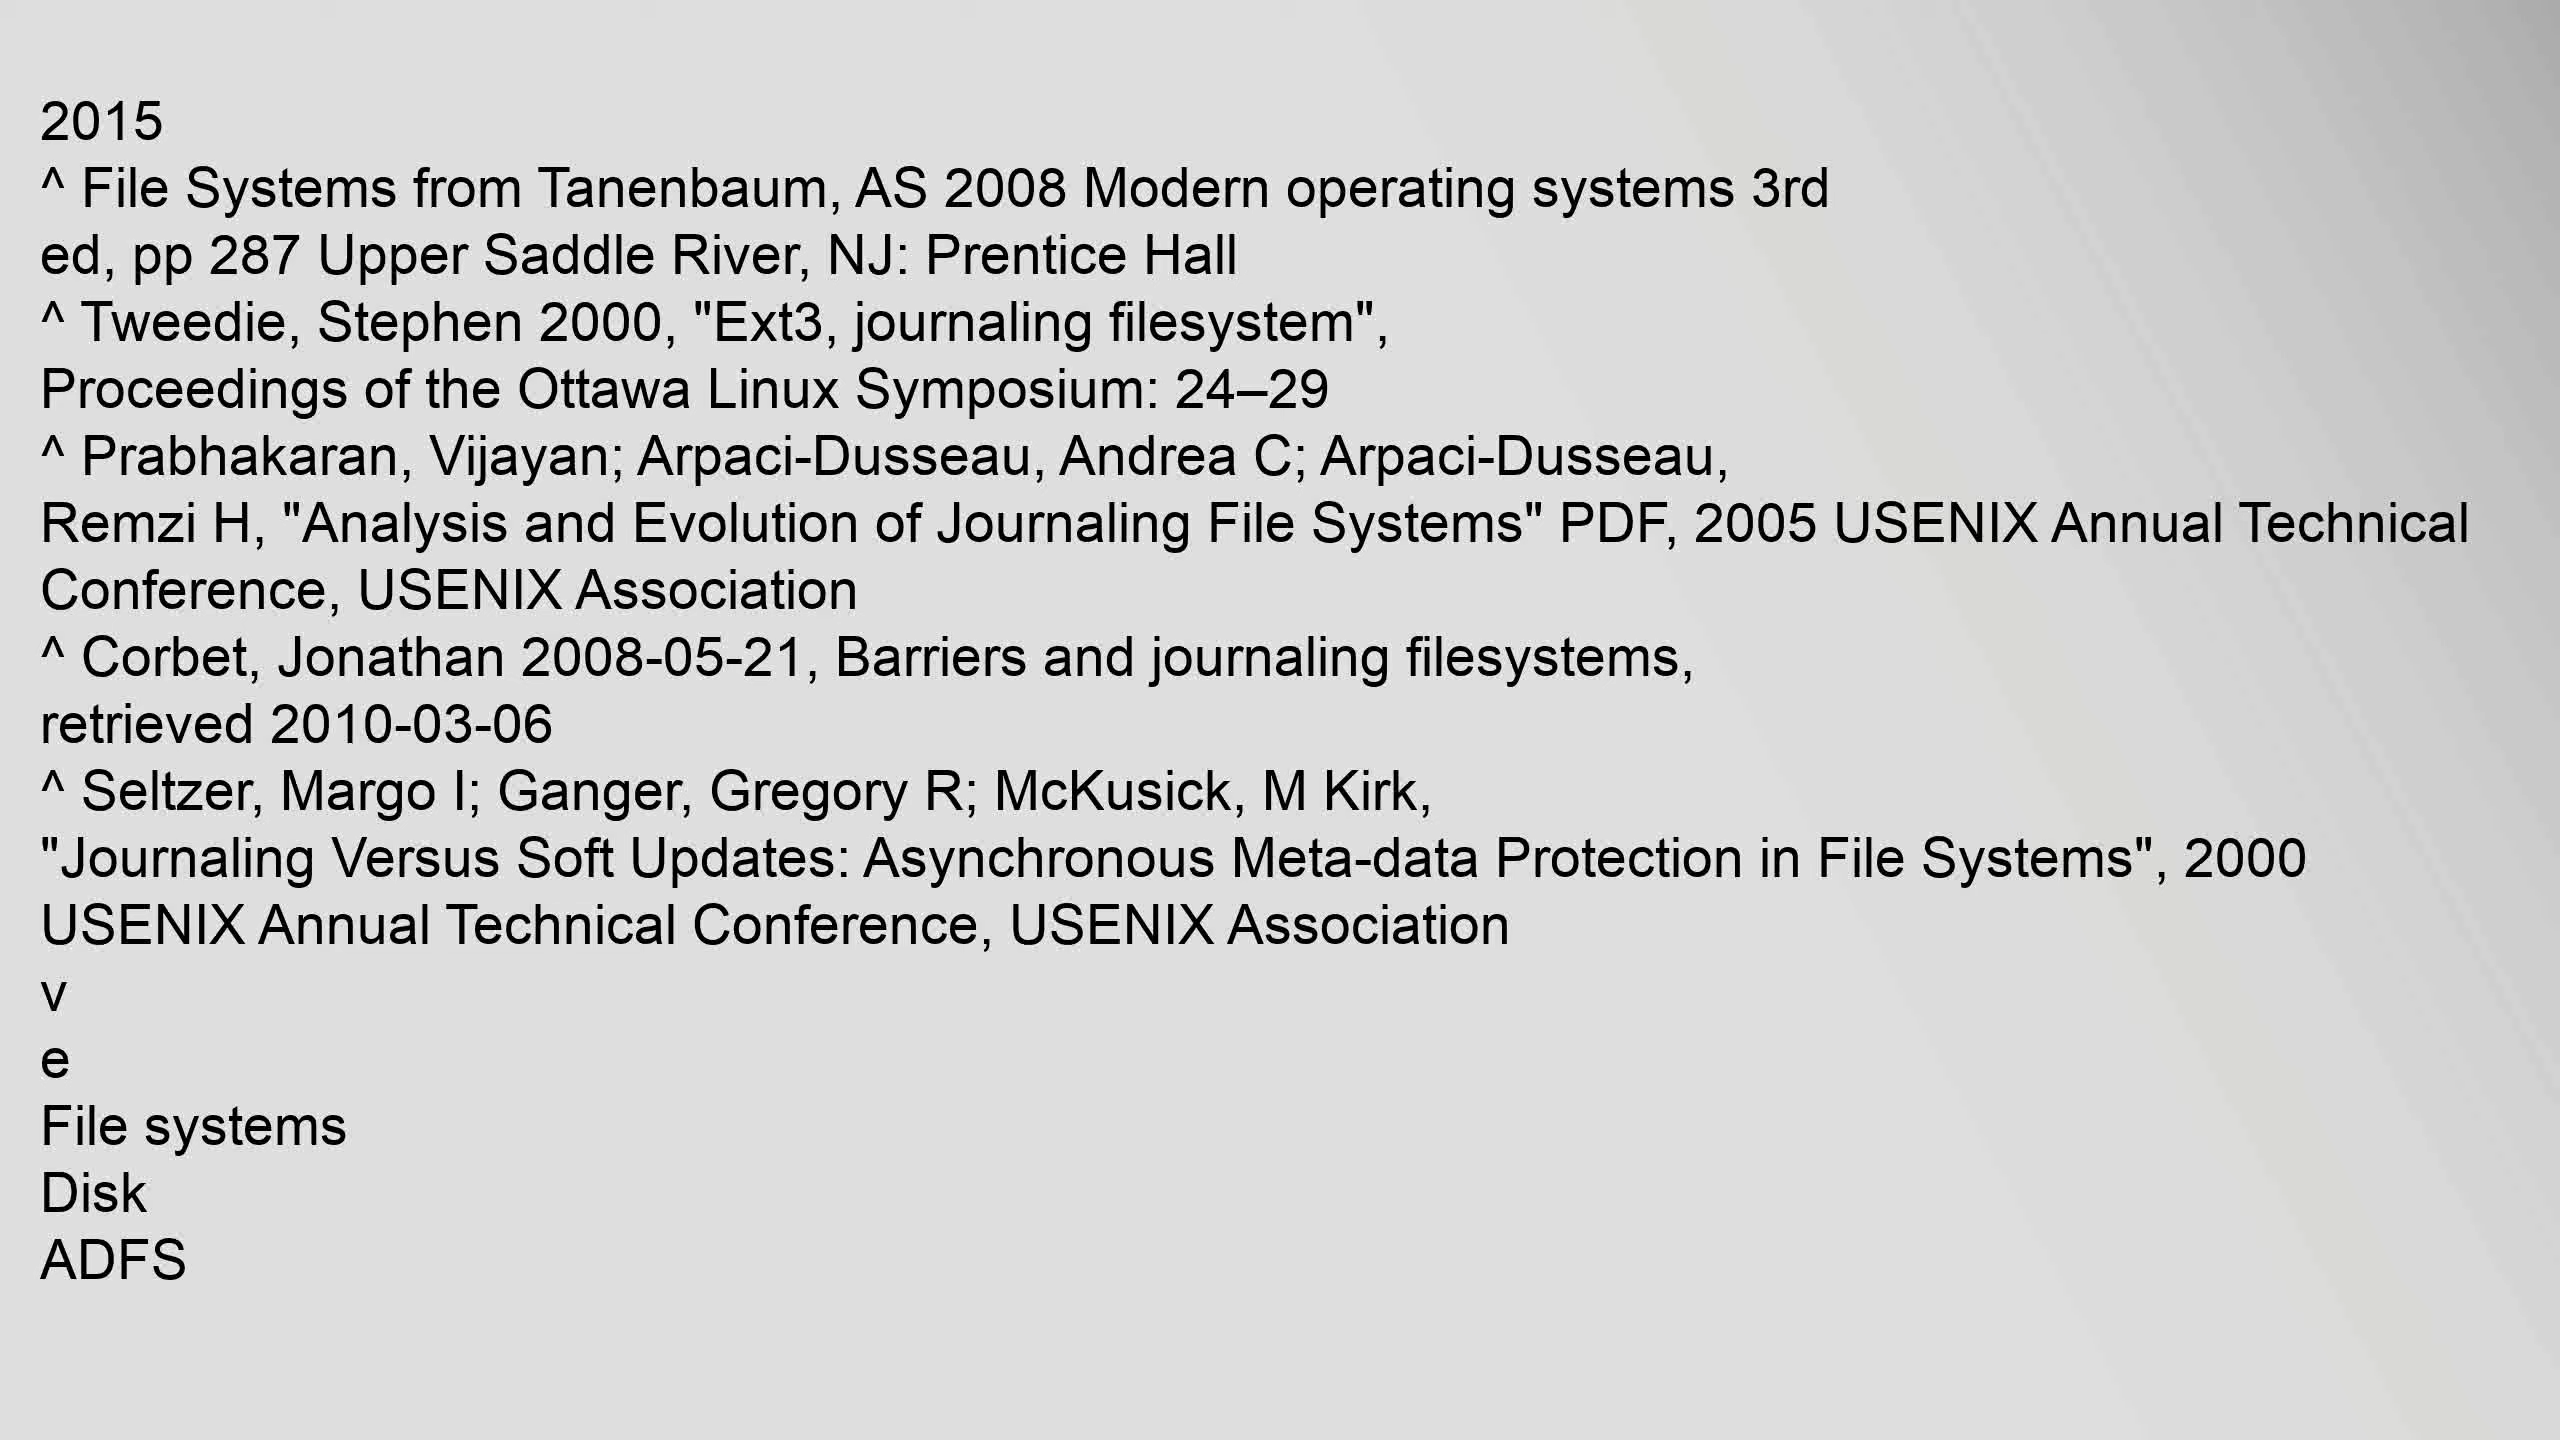 2015
^ File Systems from Tanenbaum, AS 2008 Modern operating systems 3rd
ed, pp 287 Upper Saddle River, NJ: Prentice Hall
^ Tweedie, Stephen 2000, "Ext3, journaling filesystem",
Proceedings of the Ottawa Linux Symposium: 24–29
^ Prabhakaran, Vijayan; Arpaci-Dusseau, Andrea C; Arpaci-Dusseau,
Remzi H, "Analysis and Evolution of Journaling File Systems" PDF, 2005 USENIX Annual Technical
Conference, USENIX Association
^ Corbet, Jonathan 2008-05-21, Barriers and journaling filesystems,
retrieved 2010-03-06
^ Seltzer, Margo I; Ganger, Gregory R; McKusick, M Kirk,
"Journaling Versus Soft Updates: Asynchronous Meta-data Protection in File Systems", 2000
USENIX Annual Technical Conference, USENIX Association
v
e
File systems
Disk
ADFS